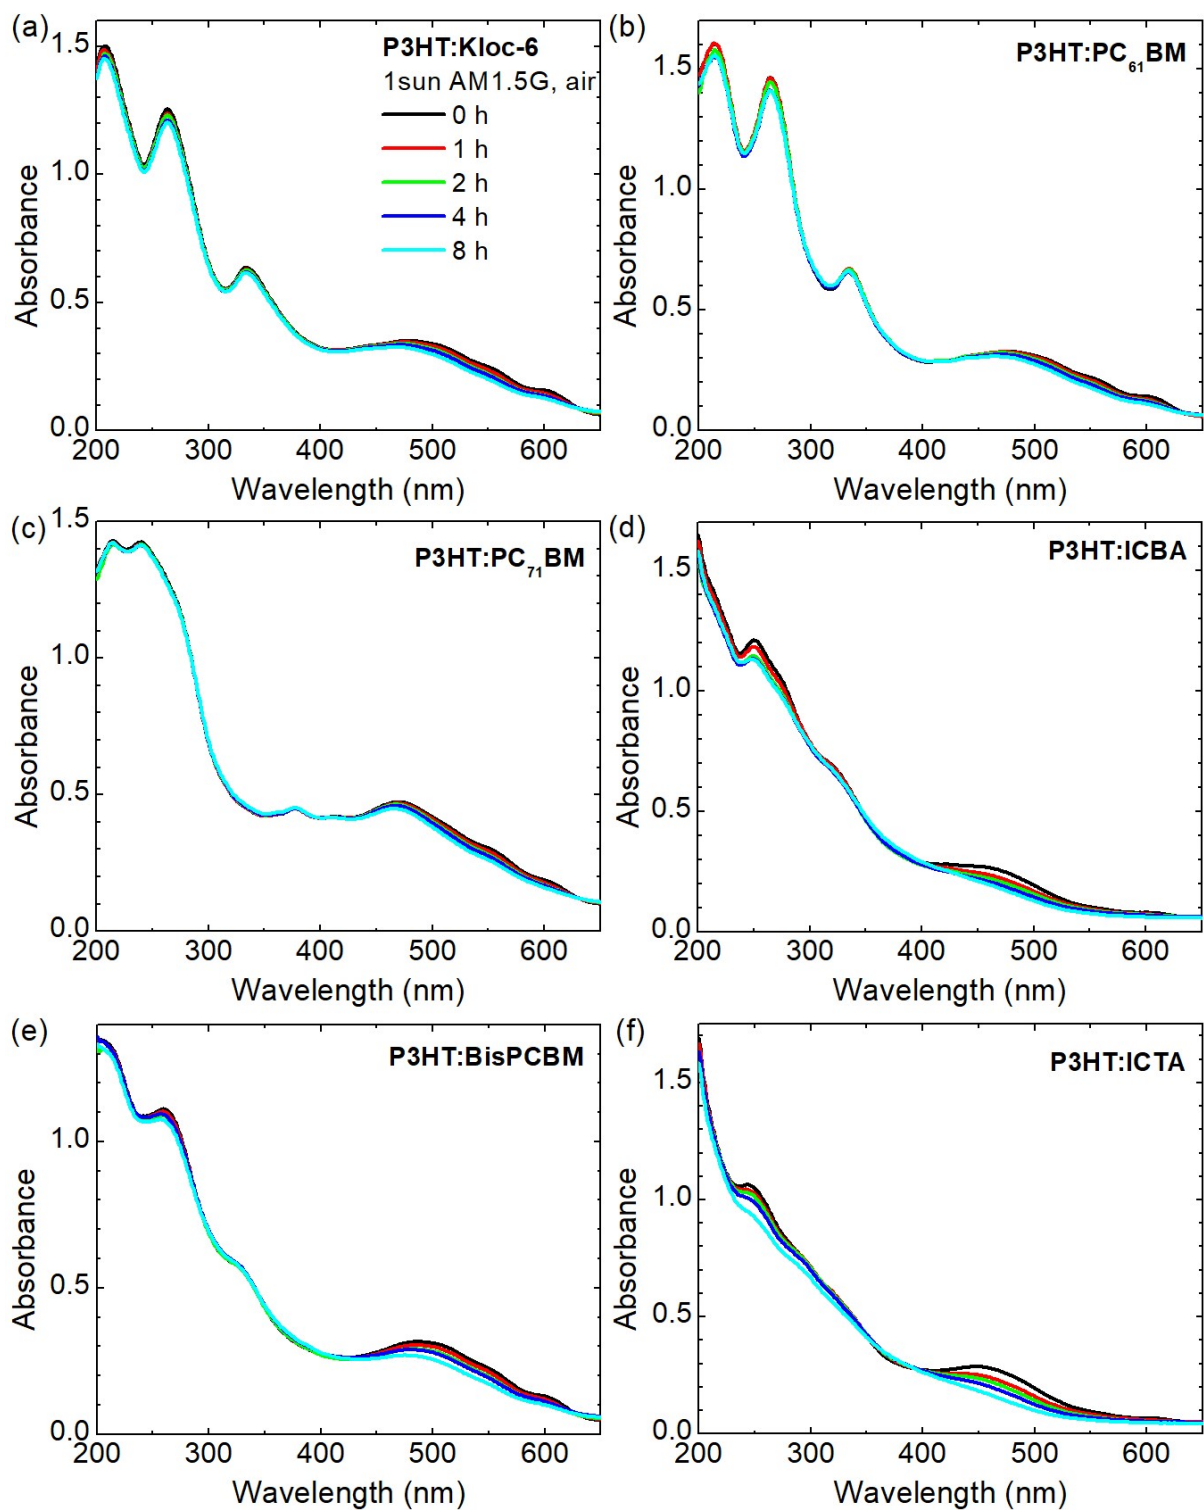 (a)
P3HT:Kloc-6
1sun AM1.5G, air
0 h
1 h
2 h
4 h
8 h
1.5
1.0
0.5
0.0
Absorbance
200 300 400 500 600
Wavelength (nm)
(b)
P3HT:PC₆₁BM
1.5
1.0
0.5
0.0
Absorbance
200 300 400 500 600
Wavelength (nm)
(c)
P3HT:PC₇₁BM
1.5
1.0
0.5
0.0
Absorbance
200 300 400 500 600
Wavelength (nm)
(d)
P3HT:ICBA
1.5
1.0
0.5
0.0
Absorbance
200 300 400 500 600
Wavelength (nm)
(e)
P3HT:BisPCBM
1.0
0.5
0.0
Absorbance
200 300 400 500 600
Wavelength (nm)
(f)
P3HT:ICTA
1.5
1.0
0.5
0.0
Absorbance
200 300 400 500 600
Wavelength (nm)